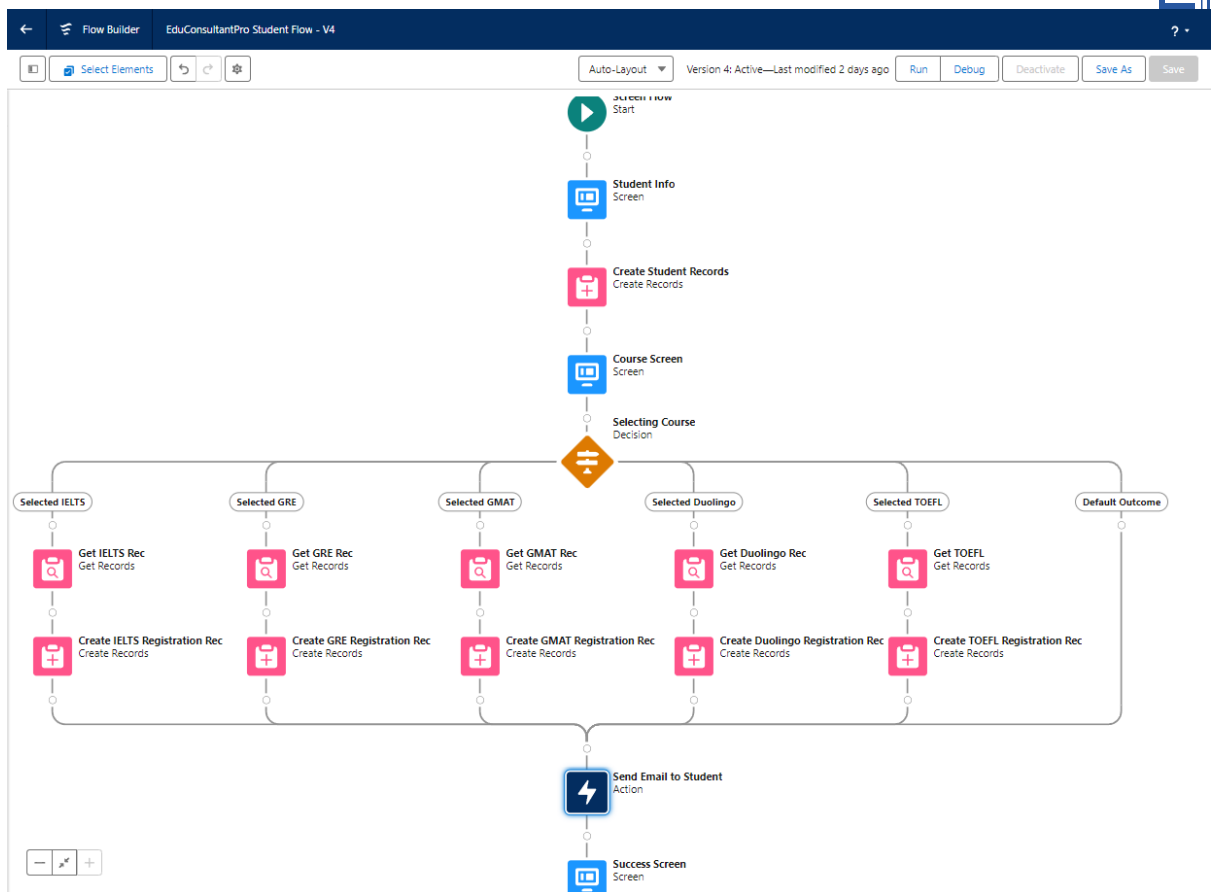 Flow Builder
EduConsultantPro Student Flow - V4
?
Select Elements
Auto-Layout
Version 4: Active—Last modified 2 days ago
Run
Debug
Deactivate
Save As
Save
Screen Flow
Start
Student Info
Screen
Create Student Records
Create Records
Course Screen
Screen
Selecting Course
Decision
Selected IELTS
Selected GRE
Selected GMAT
Selected Duolingo
Selected TOEFL
Default Outcome
Get IELTS Rec
Get Records
Get GRE Rec
Get Records
Get GMAT Rec
Get Records
Get Duolingo Rec
Get Records
Get TOEFL
Get Records
Create IELTS Registration Rec
Create Records
Create GRE Registration Rec
Create Records
Create GMAT Registration Rec
Create Records
Create Duolingo Registration Rec
Create Records
Create TOEFL Registration Rec
Create Records
Send Email to Student
Action
Success Screen
Screen